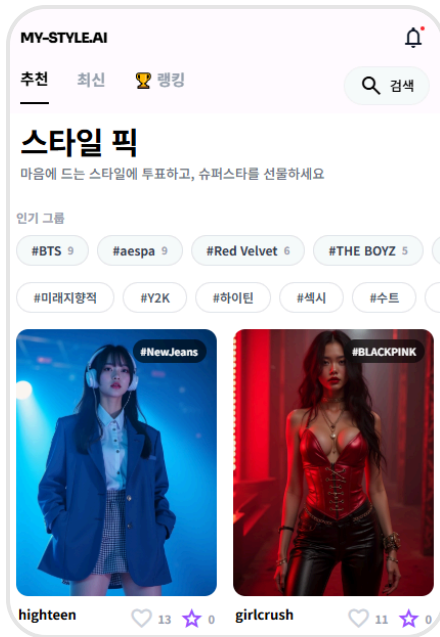 MY-STYLE.AI
추천 최신 🏆 랭킹 검색
스타일 픽
마음에 드는 스타일에 투표하고, 슈퍼스타를 선물하세요
인기 그룹
#BTS 9 #aespa 9 #Red Velvet 6 #THE BOYZ 5
#미래지향적 #Y2K #하이틴 #섹시 #수트
#NewJeans #BLACKPINK
highteen 13 0 girlcrush 11 0